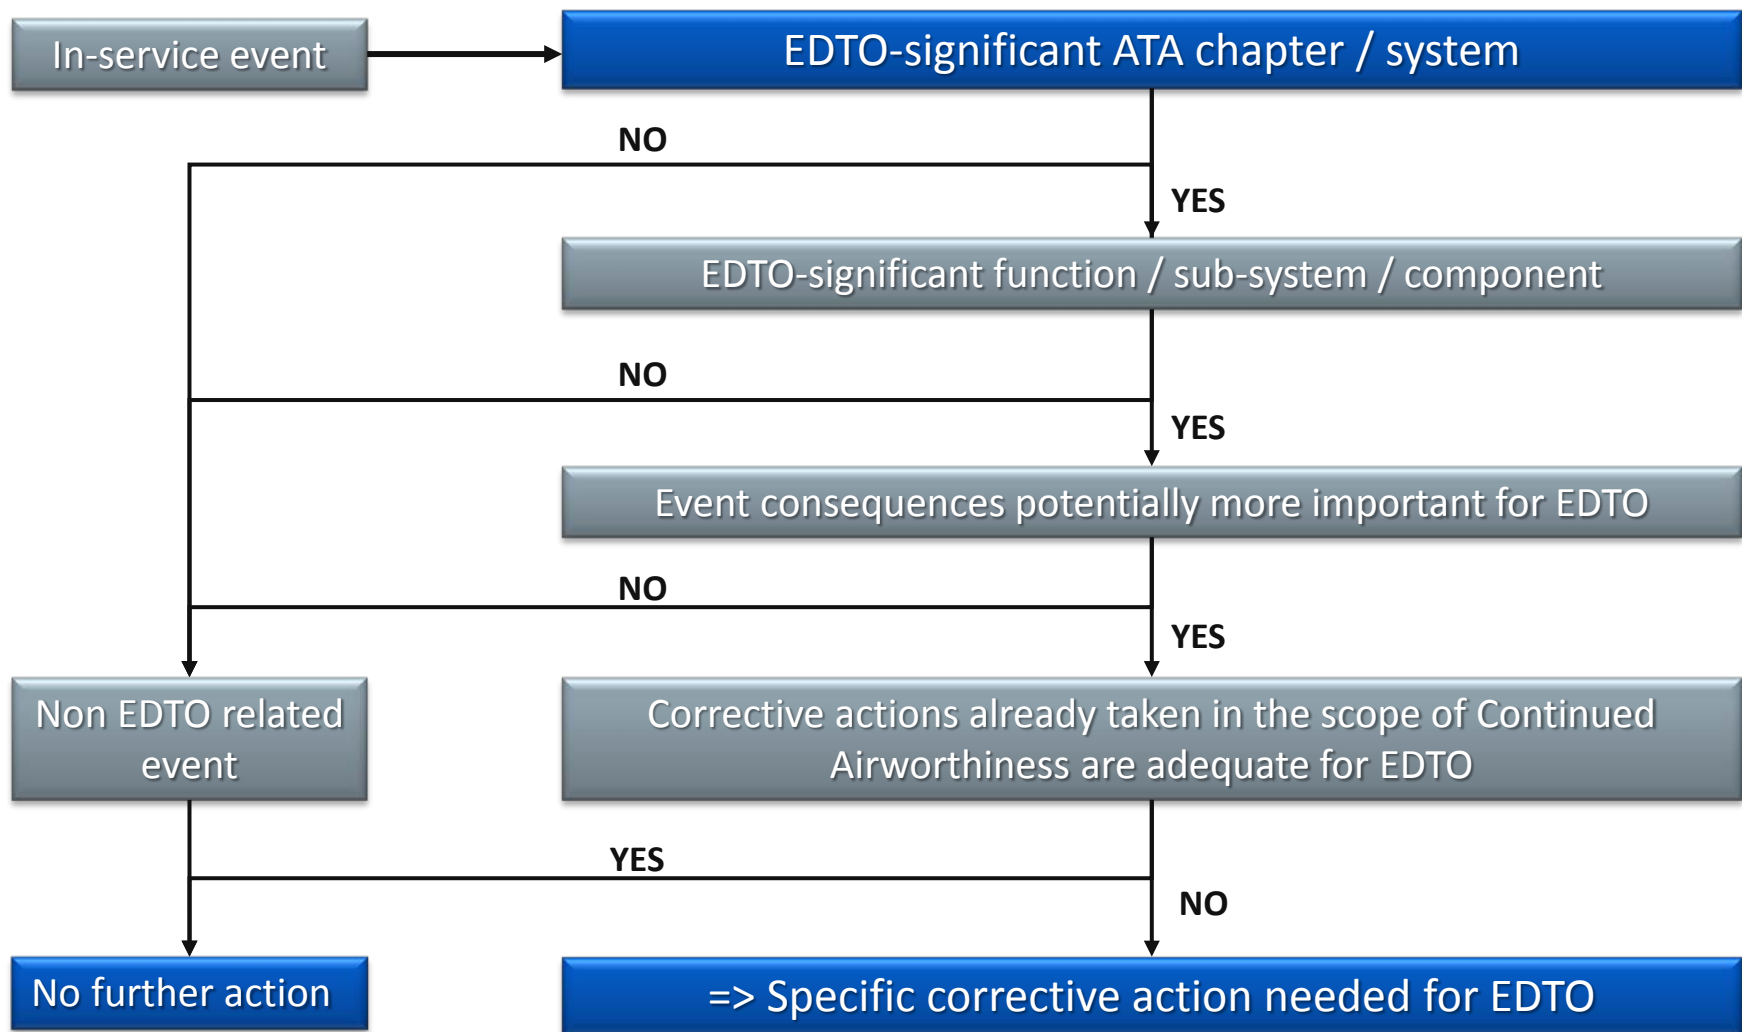 In-service event
EDTO-significant ATA chapter / system
NO
YES
EDTO-significant function / sub-system / component
NO
YES
Event consequences potentially more important for EDTO
NO
YES
Non EDTO related
event
Corrective actions already taken in the scope of Continued
Airworthiness are adequate for EDTO
YES
NO
No further action
=> Specific corrective action needed for EDTO